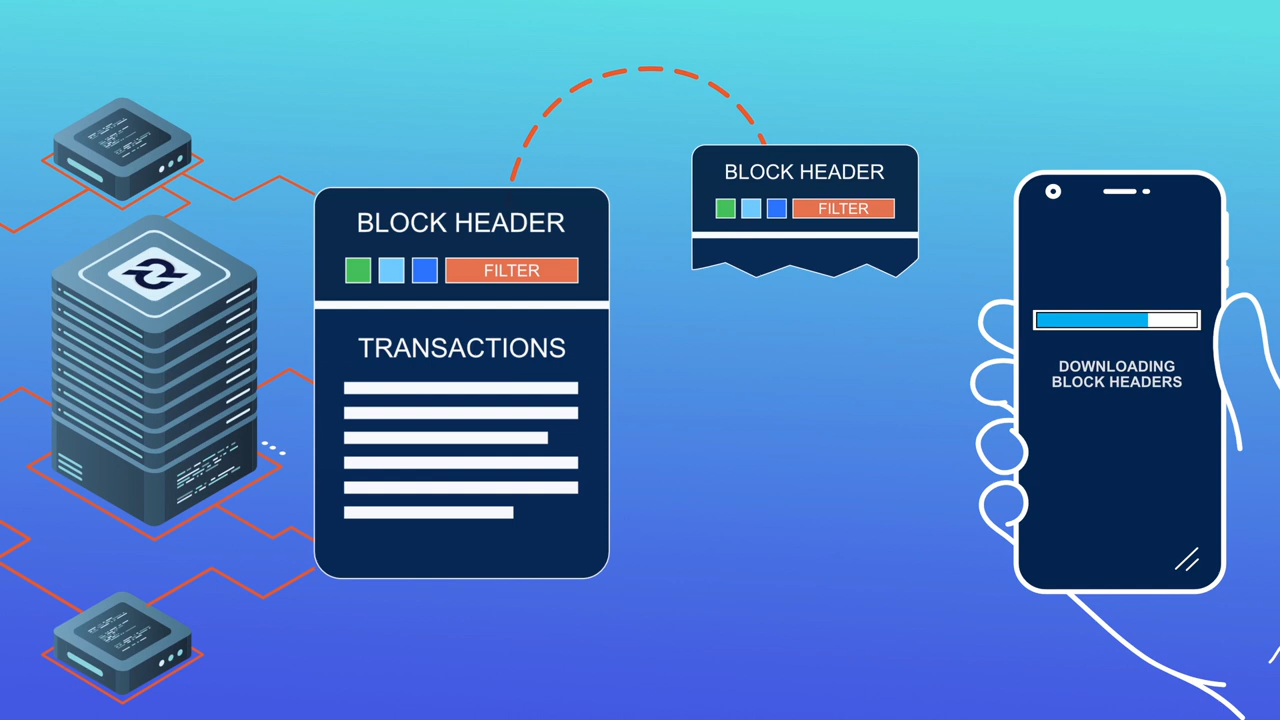 BLOCK HEADER
FILTER
TRANSACTIONS
BLOCK HEADER
FILTER
DOWNLOADING
BLOCK HEADERS